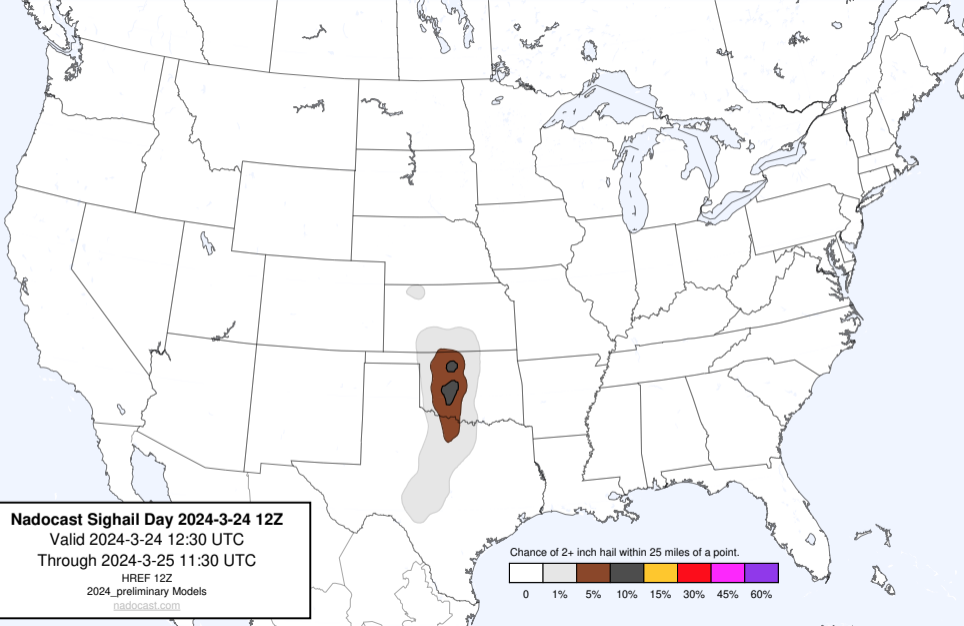 Nadocast Sighail Day 2024-3-24 12Z
Valid 2024-3-24 12:30 UTC
Through 2024-3-25 11:30 UTC
HREF 12Z
2024_preliminary Models
nadocast.com
Chance of 2+ inch hail within 25 miles of a point.
0 1% 5% 10% 15% 30% 45% 60%